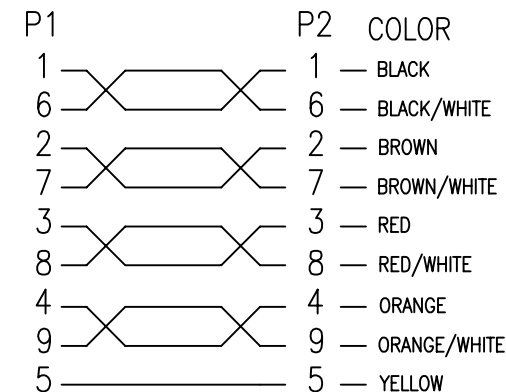 P1 P2 COLOR
1 1 — BLACK
6 6 — BLACK/WHITE
2 2 — BROWN
7 7 — BROWN/WHITE
3 3 — RED
8 8 — RED/WHITE
4 4 — ORANGE
9 9 — ORANGE/WHITE
5 5 — YELLOW